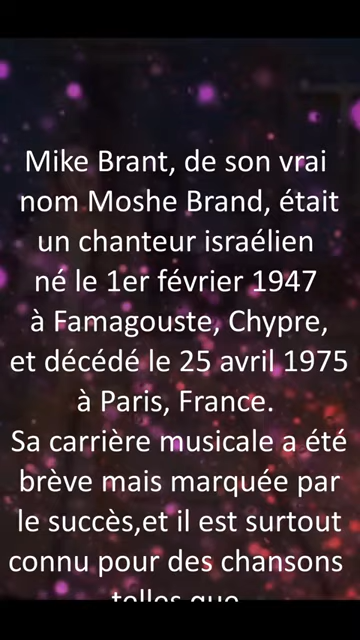 Mike Brant, de son vrai
nom Moshe Brand, était
un chanteur israélien
né le 1er février 1947
à Famagouste, Chypre,
et décédé le 25 avril 1975
à Paris, France.
Sa carrière musicale a été
brève mais marquée par
le succès,et il est surtout
connu pour des chansons
telles que